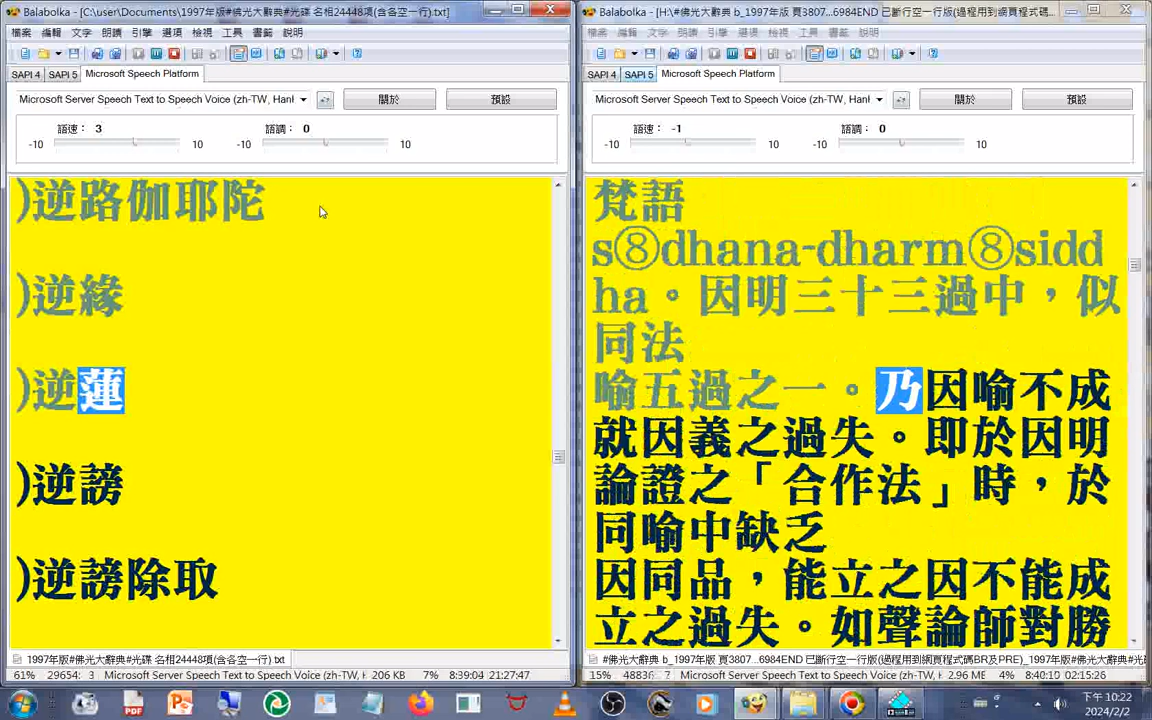 Balabolka - [C:\user\Documents\1997年版#佛光大辭典#光碟 名相24448項(含各空一行).txt]
檔案 編輯 文字 朗讀 引擎 選項 檢視 工具 書籤 說明
SAPI 4 SAPI 5 Microsoft Speech Platform
Microsoft Server Speech Text to Speech Voice (zh-TW, Hanl 關於 預設
語速： 3 語調： 0
-10 10 -10 10
)逆路伽耶陀
)逆緣
)逆蓮
)逆謗
)逆謗除取
1997年版#佛光大辭典#光碟 名相24448項(含各空一行).txt
61% 29654: 3 Microsoft Server Speech Text to Speech Voice (zh-TW, H 206 KB 7% 8:39:04 21:27:47
Balabolka - [H:\#佛光大辭典 b_1997年版 頁3807...6984END 已斷行空一行版(過程用到網頁程式碼
檔案 編輯 文字 朗讀 引擎 選項 檢視 工具 書籤 說明
SAPI 4 SAPI 5 Microsoft Speech Platform
Microsoft Server Speech Text to Speech Voice (zh-TW, Hanl 關於 預設
語速： -1 語調： 0
-10 10 -10 10
梵語
s⑧dhana-dharm⑧sidd
ha。因明三十三過中，似
同法
喻五過之一。乃因喻不成
就因義之過失。即於因明
論證之「合作法」時，於
同喻中缺乏
因同品，能立之因不能成
立之過失。如聲論師對勝
#佛光大辭典 b_1997年版 頁3807...6984END 已斷行空一行版(過程用到網頁程式碼BR及PRE)_1997年版#光
15% 48836: Microsoft Server Speech Text to Speech Voice (zh-TW, H 2.96 ME 4% 8:40:10 02:15:26
下午 10:22
2024/2/2